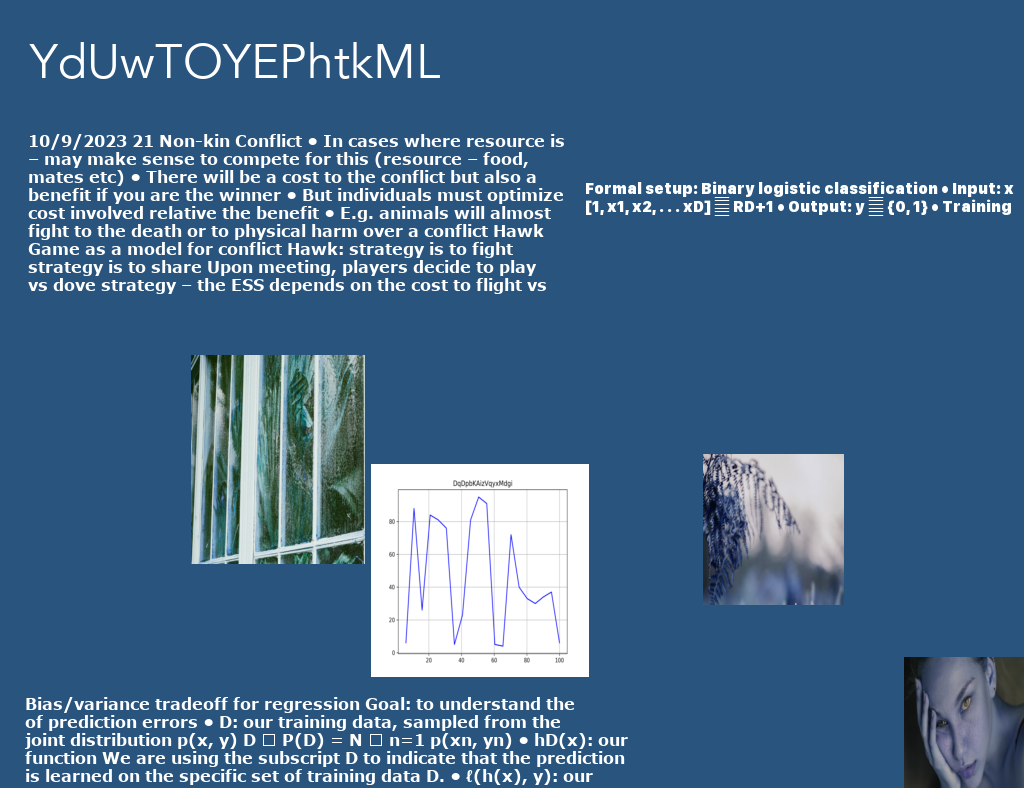 YdUwTOYEPhtkML
10/9/2023 21 Non-kin Conflict ● In cases where resource is
– may make sense to compete for this (resource – food,
mates etc) ● There will be a cost to the conflict but also a
benefit if you are the winner ● But individuals must optimize
cost involved relative the benefit ● E.g. animals will almost
fight to the death or to physical harm over a conflict Hawk
Game as a model for conflict Hawk: strategy is to fight
strategy is to share Upon meeting, players decide to play
vs dove strategy – the ESS depends on the cost to flight vs
Formal setup: Binary logistic classification • Input: x
[1, x1, x2, . . . xD] RD+1 • Output: y {0, 1} • Training
DqDpbKAizVqyxMdgi
80
60
40
20
0
20 40 60 80 100
Bias/variance tradeoff for regression Goal: to understand the
of prediction errors ● D: our training data, sampled from the
joint distribution p(x, y) D □ P(D) = N □ n=1 p(xn, yn) ● hD(x): our
function We are using the subscript D to indicate that the prediction
is learned on the specific set of training data D. ● ℓ(h(x), y): our